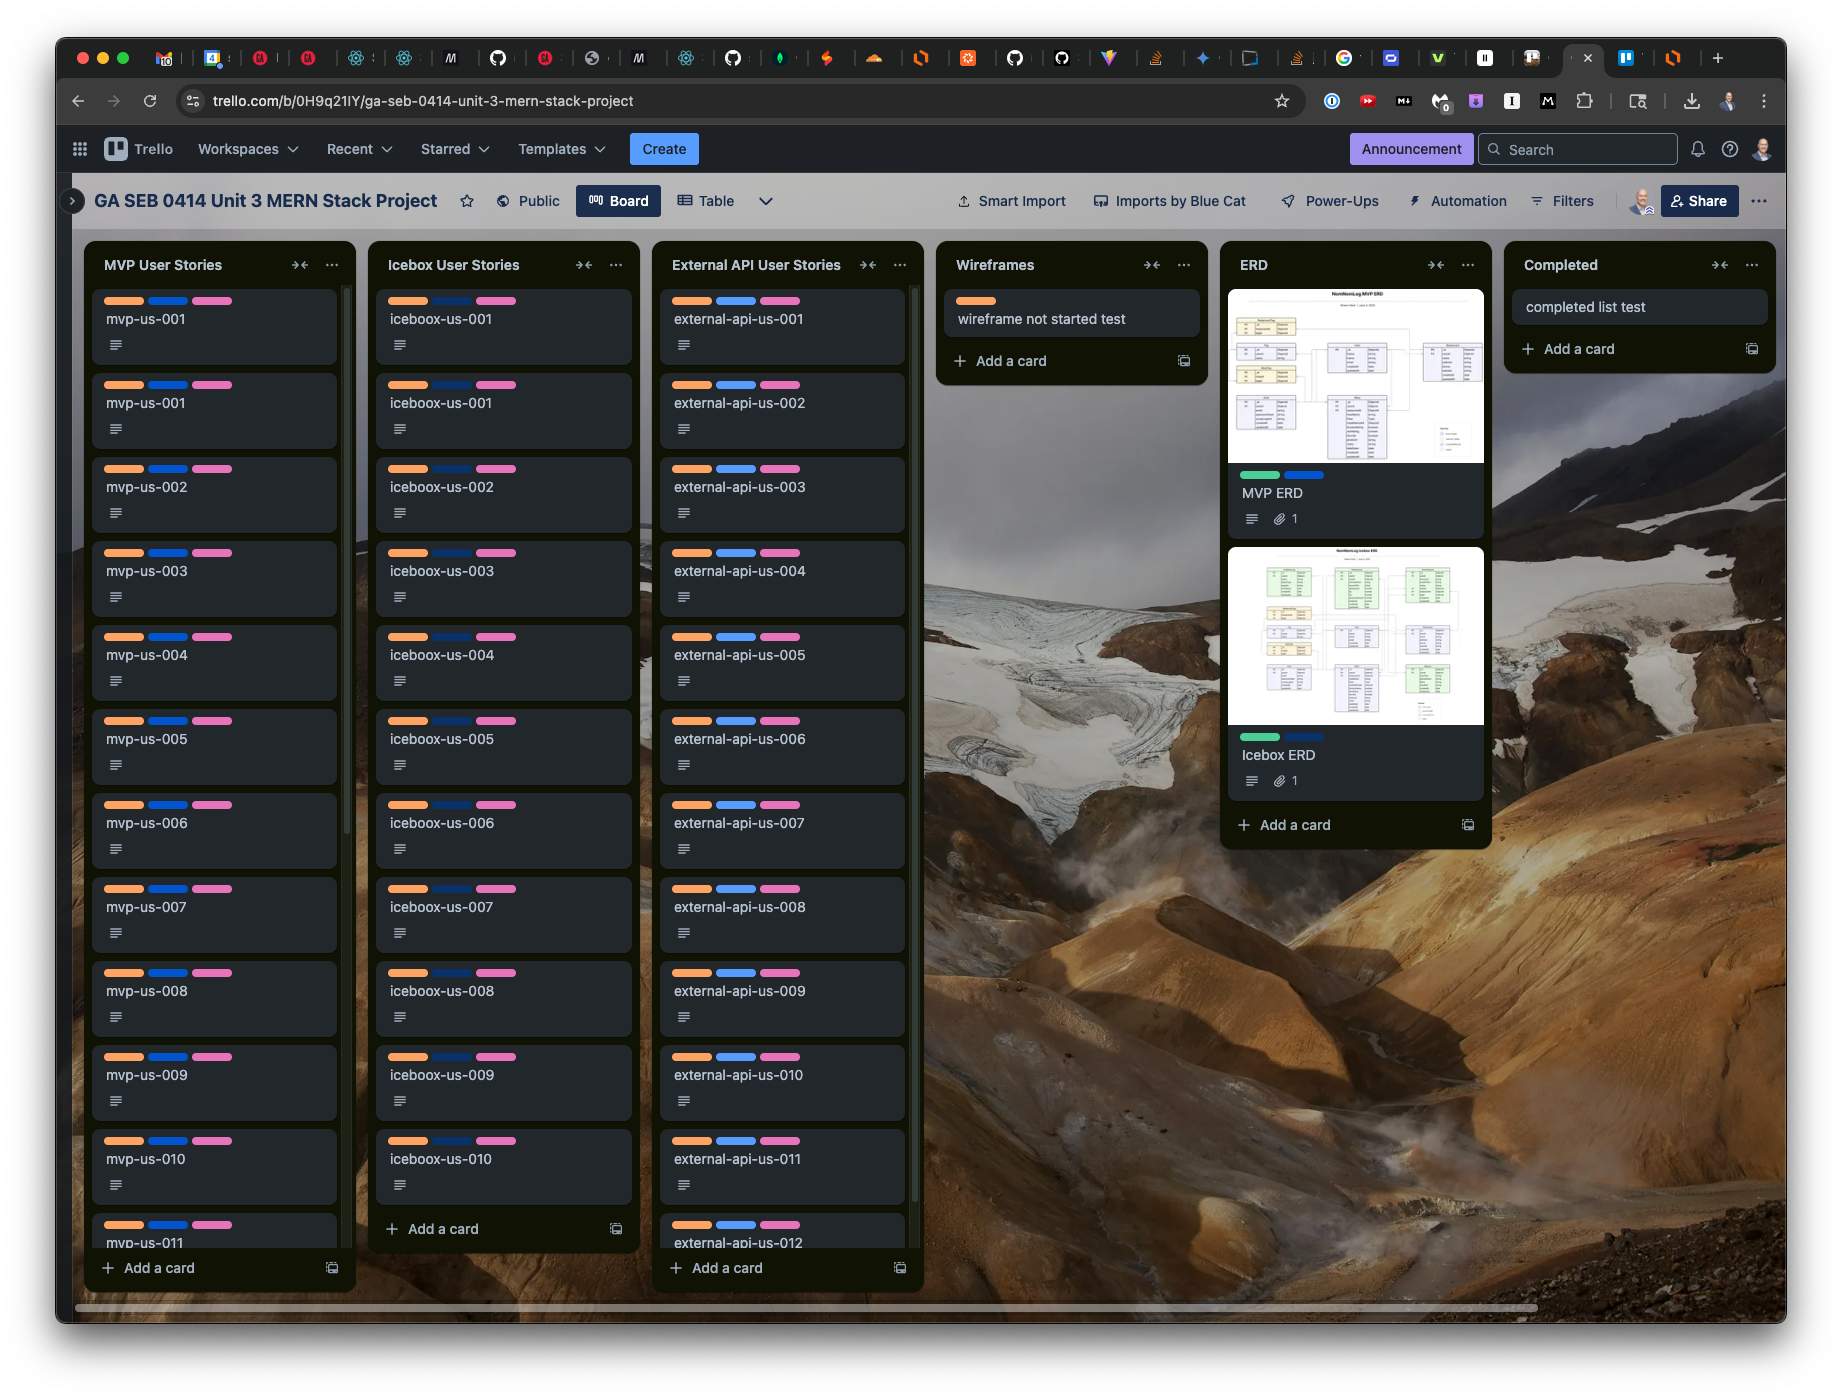 trello.com/b/0H9q21lY/ga-seb-0414-unit-3-mern-stack-project
Trello
Workspaces
Recent
Starred
Templates
Create
Announcement
Search
GA SEB 0414 Unit 3 MERN Stack Project
Public
Board
Table
Smart Import
Imports by Blue Cat
Power-Ups
Automation
Filters
Share
MVP User Stories
mvp-us-001
mvp-us-001
mvp-us-002
mvp-us-003
mvp-us-004
mvp-us-005
mvp-us-006
mvp-us-007
mvp-us-008
mvp-us-009
mvp-us-010
mvp-us-011
Add a card
Icebox User Stories
iceboox-us-001
iceboox-us-001
iceboox-us-002
iceboox-us-003
iceboox-us-004
iceboox-us-005
iceboox-us-006
iceboox-us-007
iceboox-us-008
iceboox-us-009
iceboox-us-010
Add a card
External API User Stories
external-api-us-001
external-api-us-002
external-api-us-003
external-api-us-004
external-api-us-005
external-api-us-006
external-api-us-007
external-api-us-008
external-api-us-009
external-api-us-010
external-api-us-011
external-api-us-012
Add a card
Wireframes
wireframe not started test
Add a card
ERD
NomNomLog MVP ERD
MVP ERD
1
NomNomLog Icebox ERD
Icebox ERD
1
Add a card
Completed
completed list test
Add a card